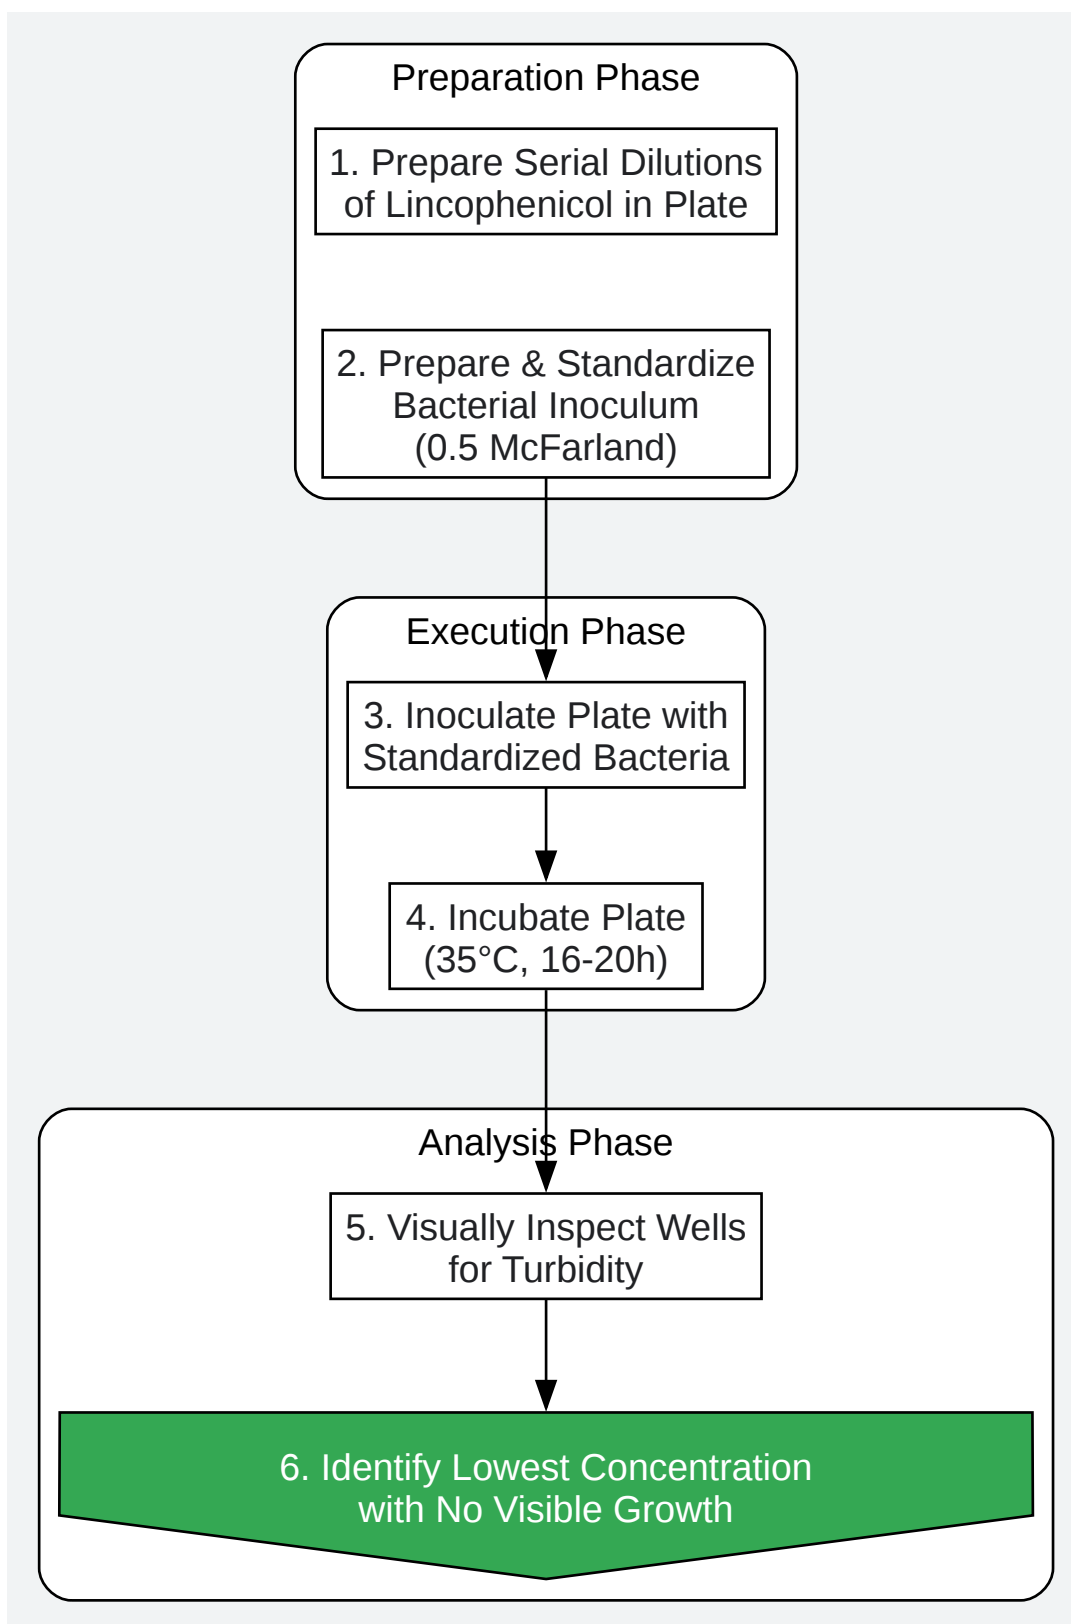 Preparation Phase
1. Prepare Serial Dilutions
of Lincophenicol in Plate
2. Prepare & Standardize
Bacterial Inoculum
(0.5 McFarland)
Execution Phase
3. Inoculate Plate with
Standardized Bacteria
4. Incubate Plate
(35°C, 16-20h)
Analysis Phase
5. Visually Inspect Wells
for Turbidity
6. Identify Lowest Concentration
with No Visible Growth